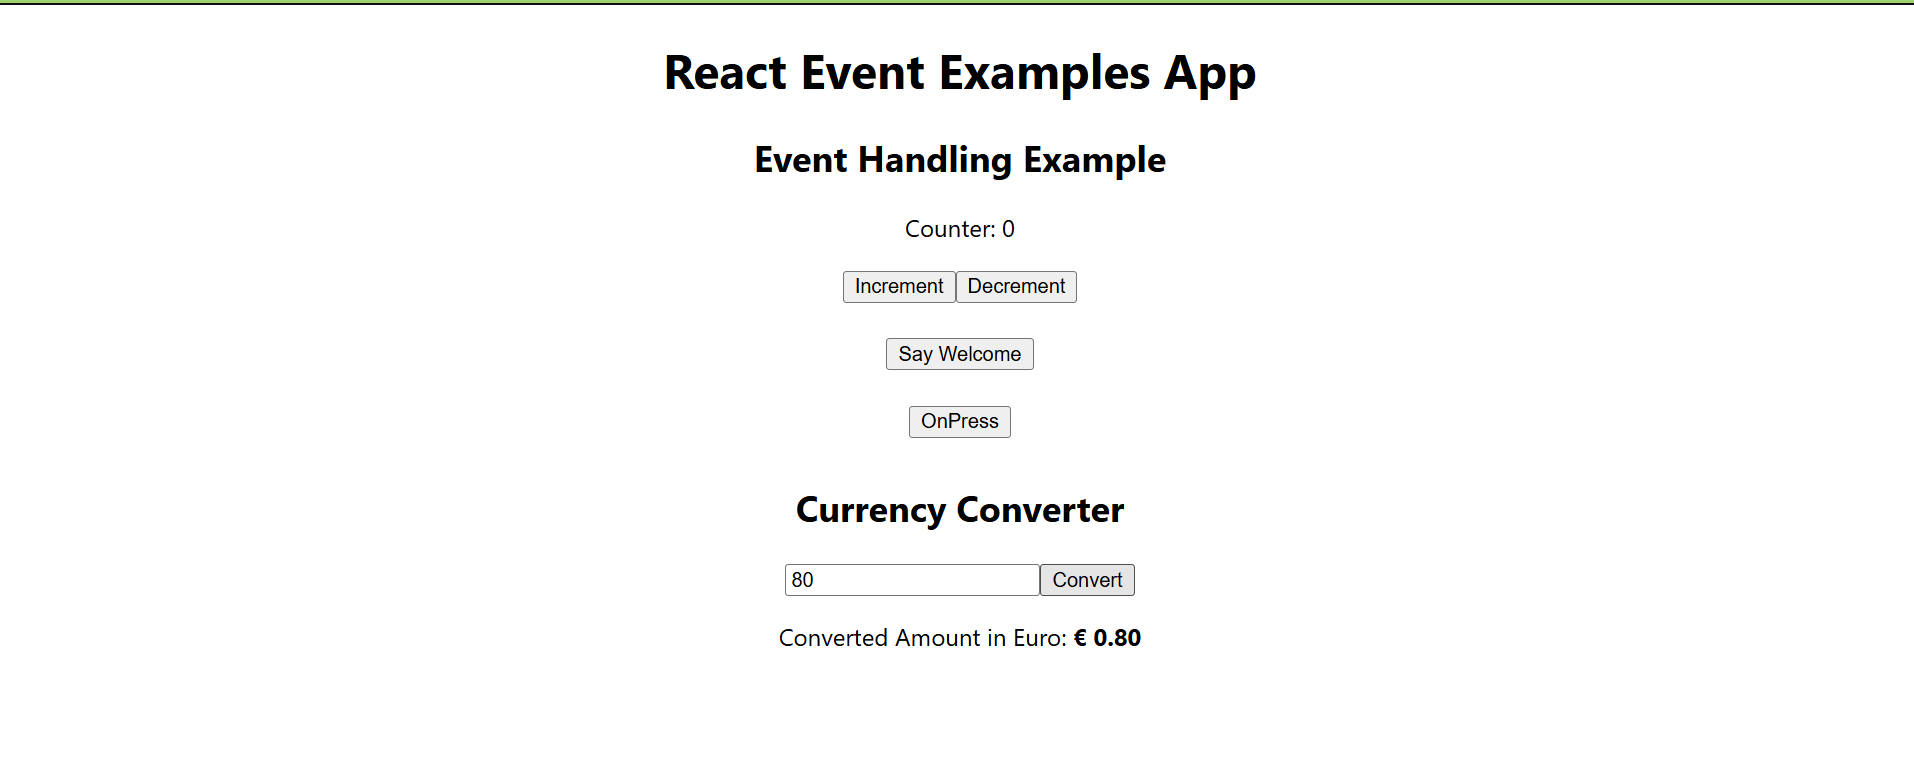 React Event Examples App
Event Handling Example
Counter: 0
Increment Decrement
Say Welcome
OnPress
Currency Converter
80 Convert
Converted Amount in Euro: € 0.80